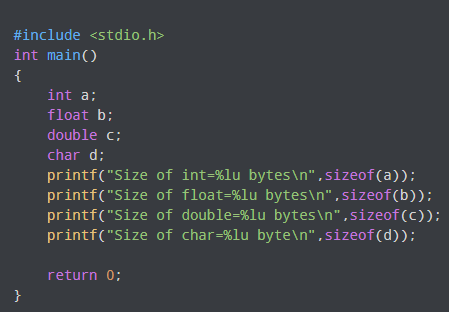 #include <stdio.h>
int main()
{
    int a;
    float b;
    double c;
    char d;
    printf("Size of int=%lu bytes\n",sizeof(a));
    printf("Size of float=%lu bytes\n",sizeof(b));
    printf("Size of double=%lu bytes\n",sizeof(c));
    printf("Size of char=%lu byte\n",sizeof(d));

    return 0;
}